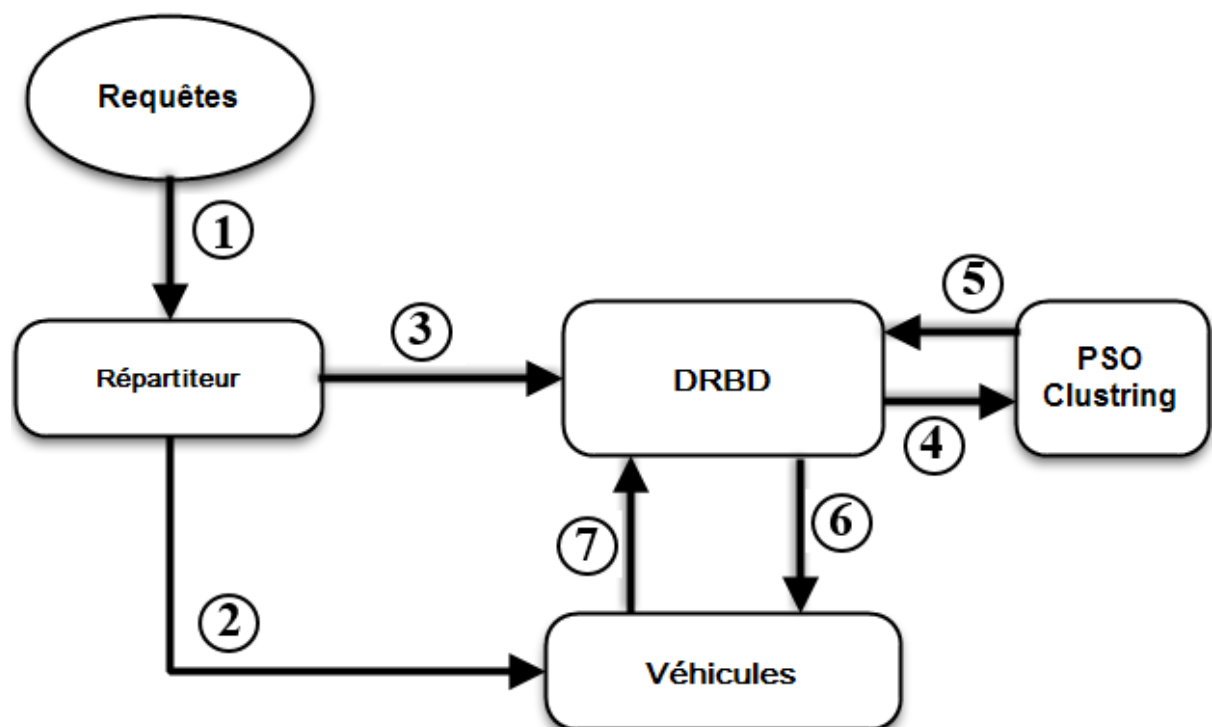 Requêtes
1
Répartiteur
3
DRBD
5
PSO
Clustring
4
2
7
6
Véhicules